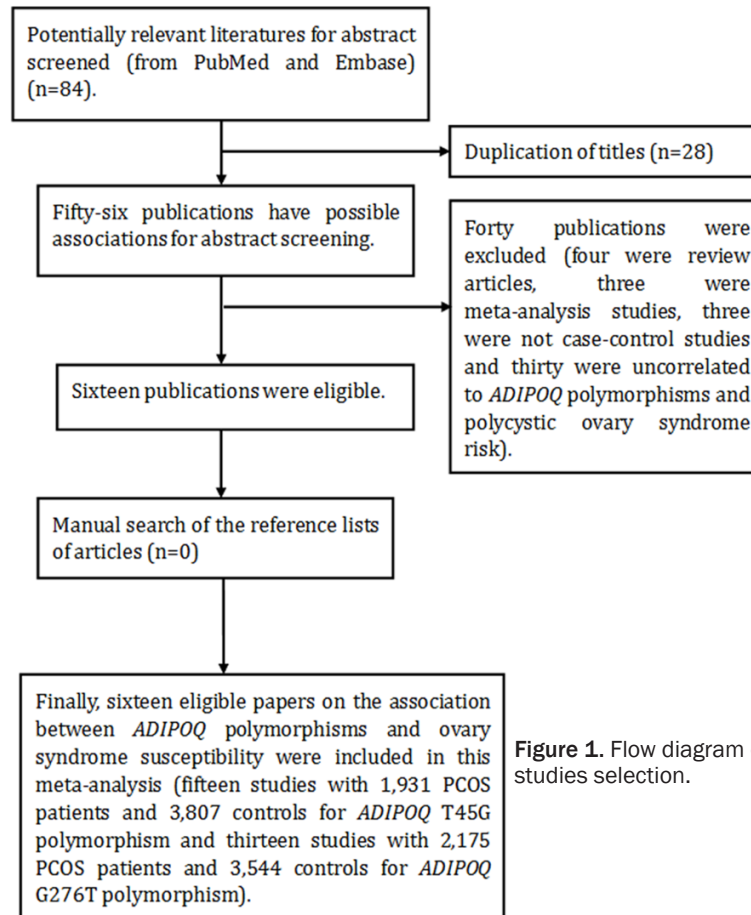 Potentially relevant literatures for abstract
screened (from PubMed and Embase)
(n=84).
Duplication of titles (n=28)
Fifty-six publications have possible
associations for abstract screening.
Forty publications were
excluded (four were review
articles, three were
meta-analysis studies, three
were not case-control studies
and thirty were uncorrelated
to ADIPOQ polymorphisms and
polycystic ovary syndrome
risk).
Sixteen publications were eligible.
Manual search of the reference lists
of articles (n=0)
Finally, sixteen eligible papers on the association
between ADIPOQ polymorphisms and ovary
syndrome susceptibility were included in this
meta-analysis (fifteen studies with 1,931 PCOS
patients and 3,807 controls for ADIPOQ T45G
polymorphism and thirteen studies with 2,175
PCOS patients and 3,544 controls for ADIPOQ
G276T polymorphism).
Figure 1. Flow diagram
studies selection.